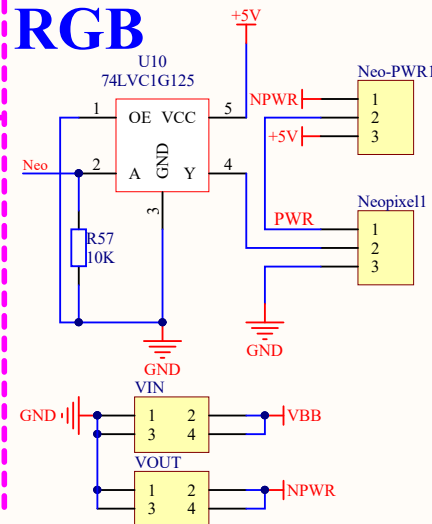 RGB
+5V
U10
74LVC1G125
Neo-PWR1
1 OE VCC 5
NPWR 1
2
+5V 3
Neo 2 A GND Y 4
3
Neopixel1
PWR 1
2
3
R57
10K
GND
GND
VIN
GND 1 2 VBB
3 4
VOUT
1 2 NPWR
3 4